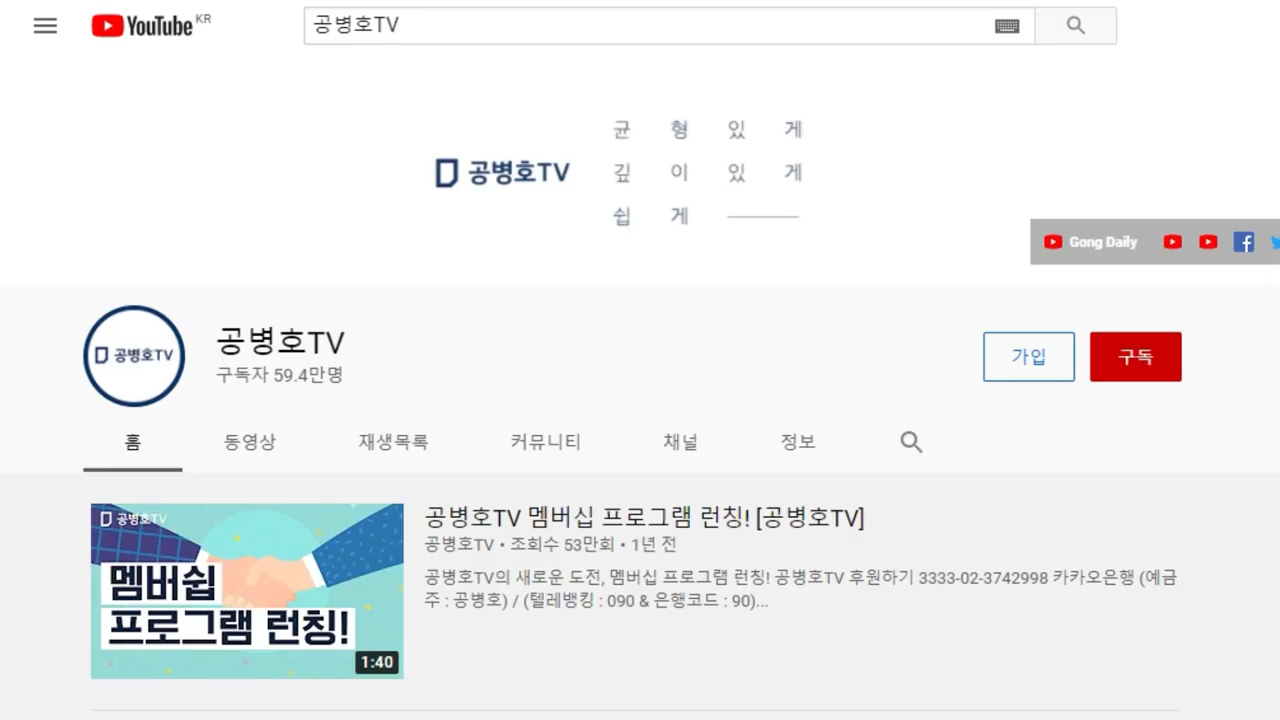 YouTube KR
공병호TV
균형있게
공병호TV 깊이있게
쉽게
Gong Daily
공병호TV
공병호TV
구독자 59.4만명
가입
구독
홈 동영상 재생목록 커뮤니티 채널 정보
공병호TV
멤버쉽
프로그램 런칭!
1:40
공병호TV 멤버십 프로그램 런칭! [공병호TV]
공병호TV • 조회수 53만회 • 1년 전
공병호TV의 새로운 도전, 멤버십 프로그램 런칭! 공병호TV 후원하기 3333-02-3742998 카카오은행 (예금
주 : 공병호) / (텔레뱅킹 : 090 & 은행코드 : 90)...